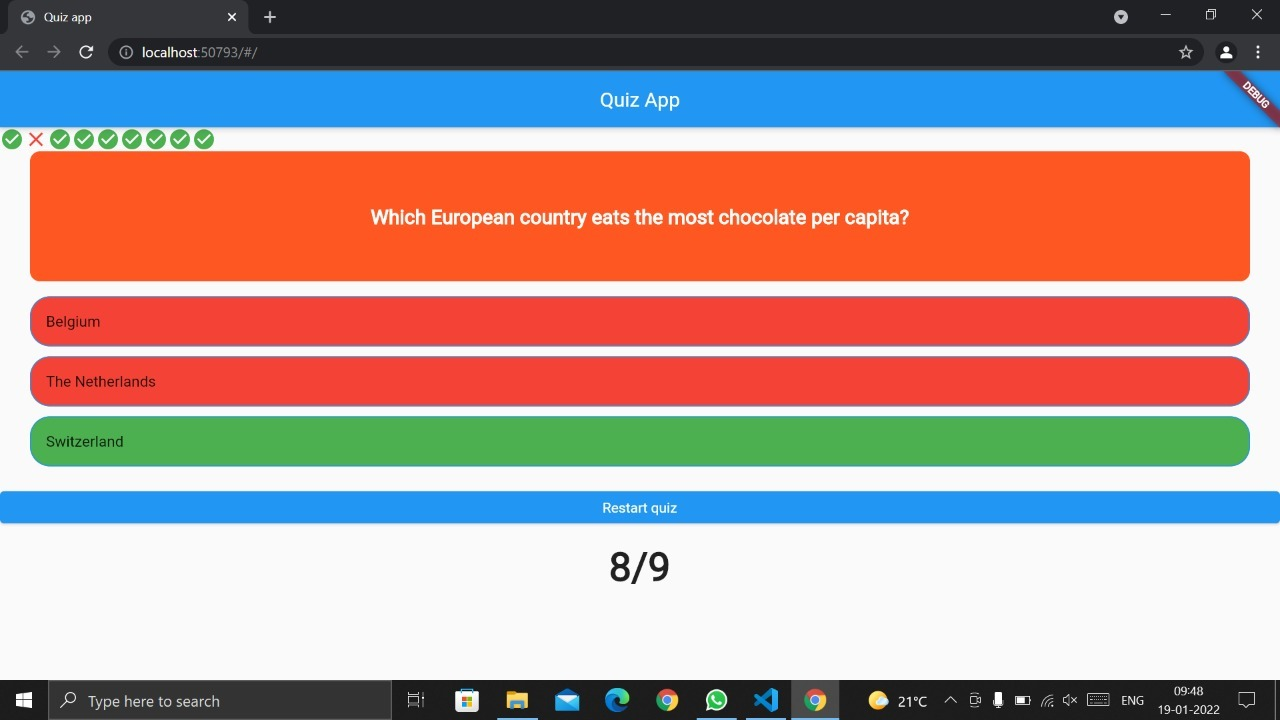 Quiz app
localhost:50793/#/
Quiz App
DEBUG
Which European country eats the most chocolate per capita?
Belgium
The Netherlands
Switzerland
Restart quiz
8/9
Type here to search
21°C
ENG
09:48
19-01-2022